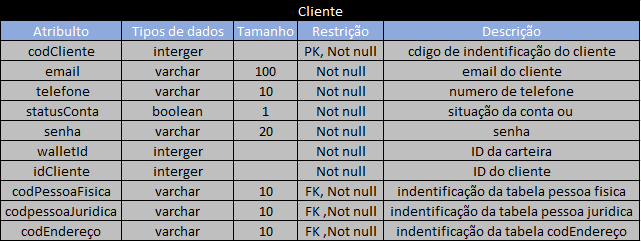 Cliente
Atribulto Tipos de dados Tamanho Restrição Descrição
codCliente interger PK, Not null cdigo de indentificação do cliente
email varchar 100 Not null email do cliente
telefone varchar 10 Not null numero de telefone
statusConta boolean 1 Not null situação da conta ou
senha varchar 20 Not null senha
walletId interger Not null ID da carteira
idCliente interger Not null ID do cliente
codPessoaFisica varchar 10 FK, Not null indentificação da tabela pessoa fisica
codpessoaJuridica varchar 10 FK ,Not null indentificação da tabela pessoa juridica
codEndereço varchar 10 FK ,Not null indentificação da tabela codEndereço